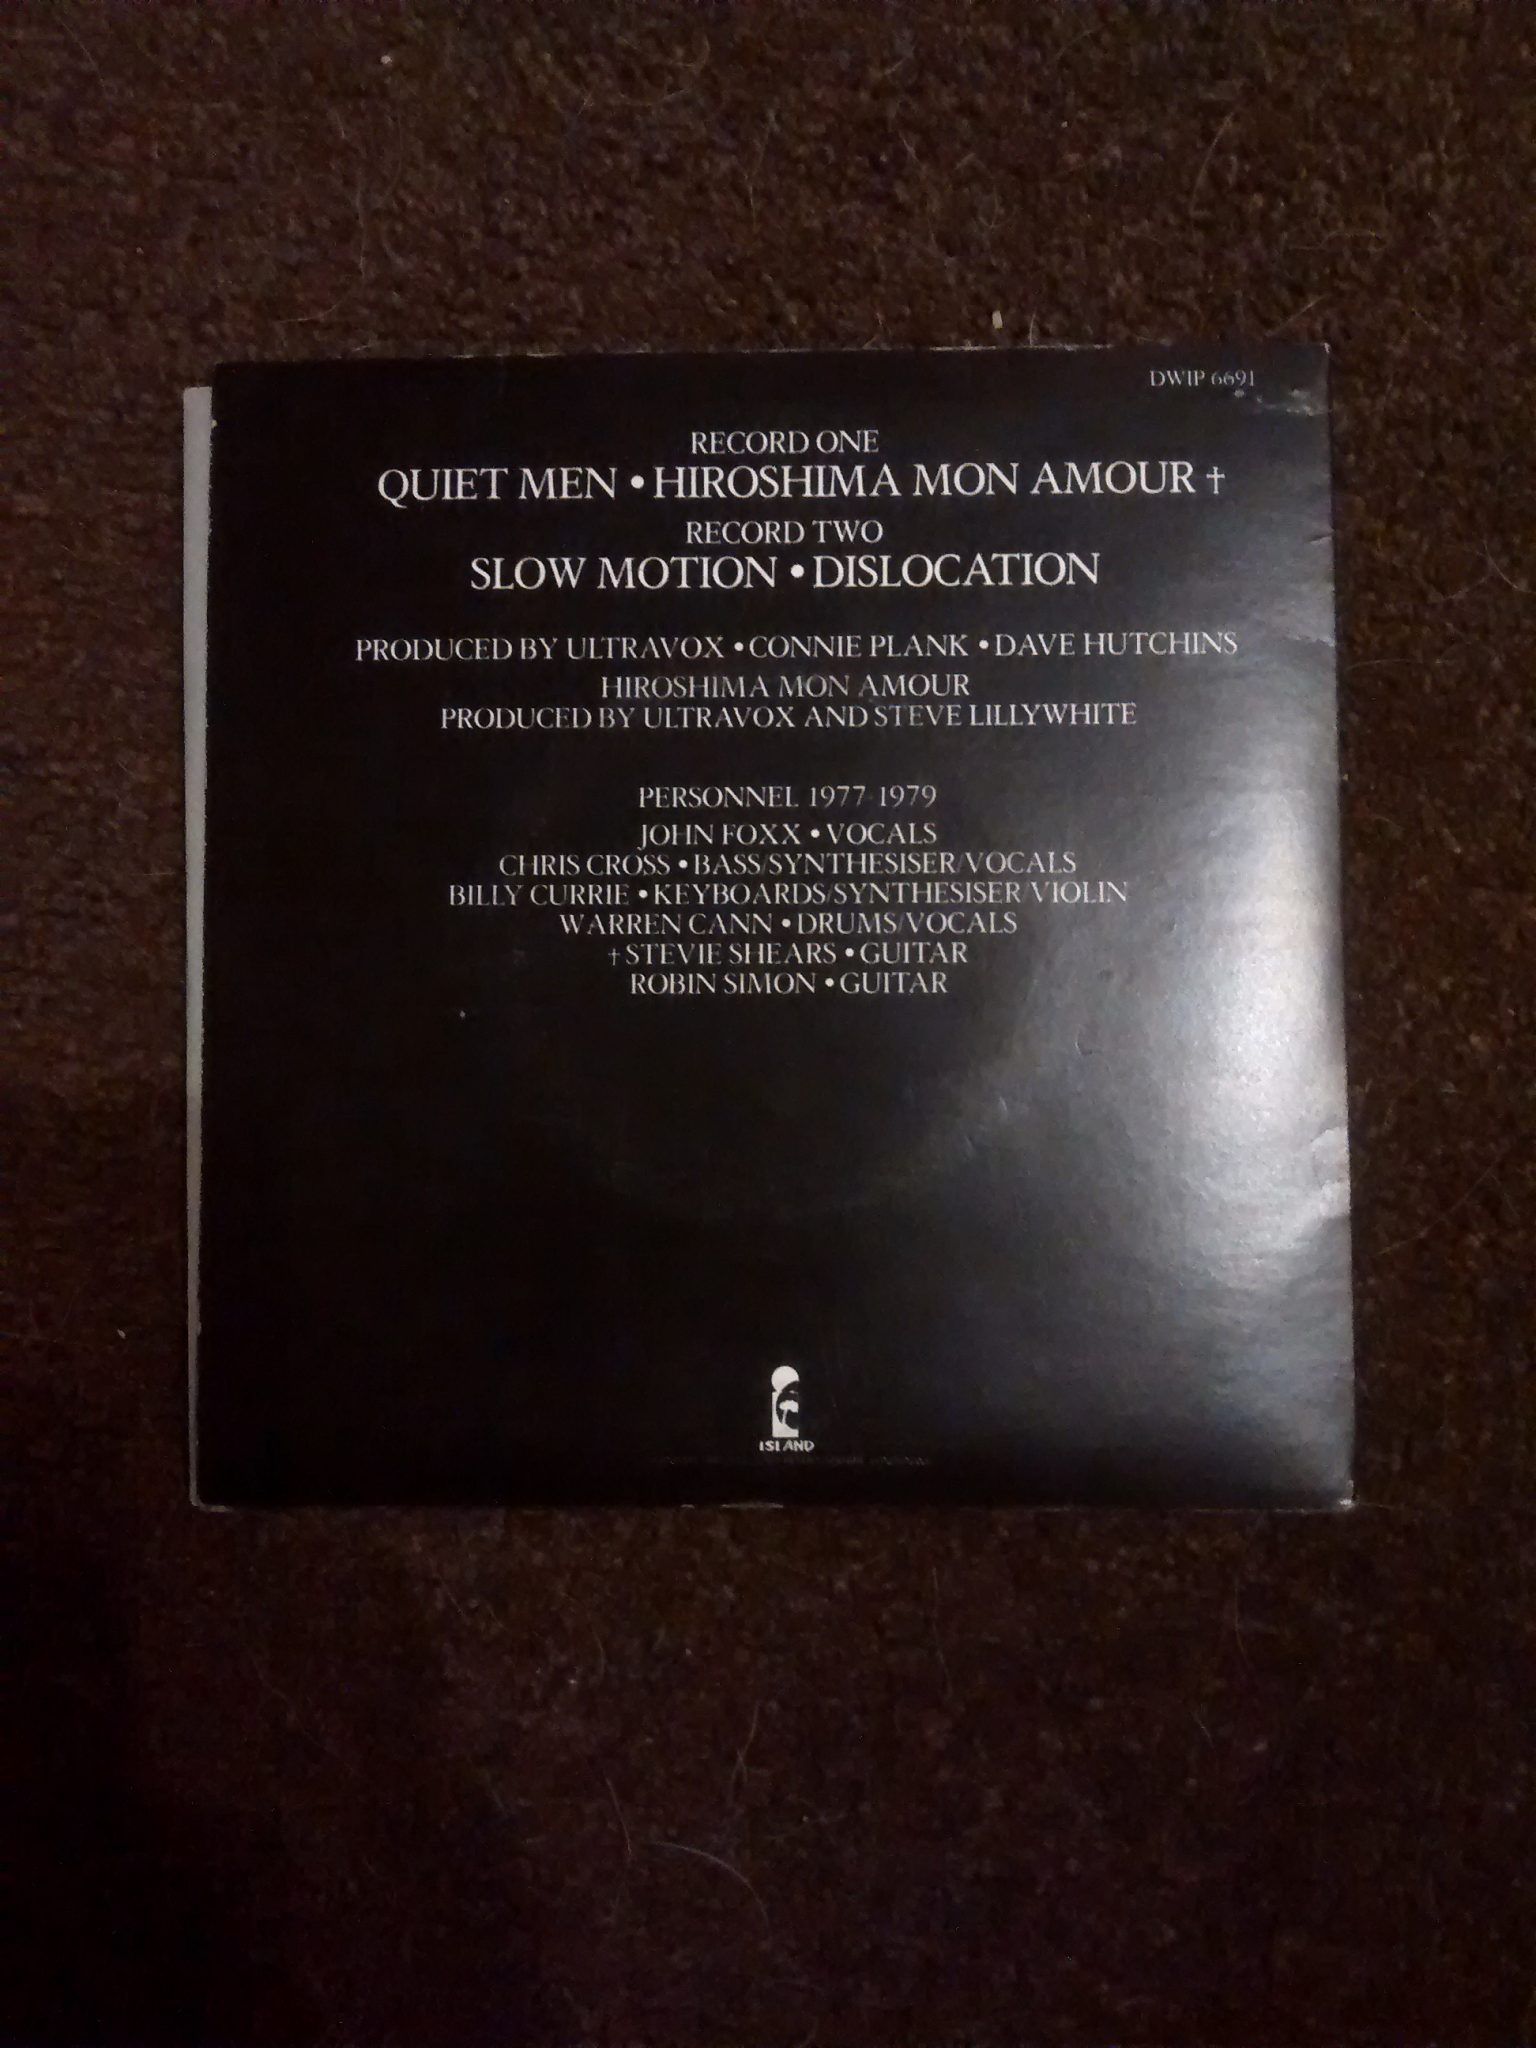 DWIP 6691
RECORD ONE
QUIET MEN • HIROSHIMA MON AMOUR †
RECORD TWO
SLOW MOTION • DISLOCATION
PRODUCED BY ULTRAVOX • CONNIE PLANK • DAVE HUTCHINS
HIROSHIMA MON AMOUR
PRODUCED BY ULTRAVOX AND STEVE LILLYWHITE
PERSONNEL 1977-1979
JOHN FOXX • VOCALS
CHRIS CROSS • BASS/SYNTHESISER/VOCALS
BILLY CURRIE • KEYBOARDS/SYNTHESISER/VIOLIN
WARREN CANN • DRUMS/VOCALS
† STEVIE SHEARS • GUITAR
ROBIN SIMON • GUITAR
ISLAND